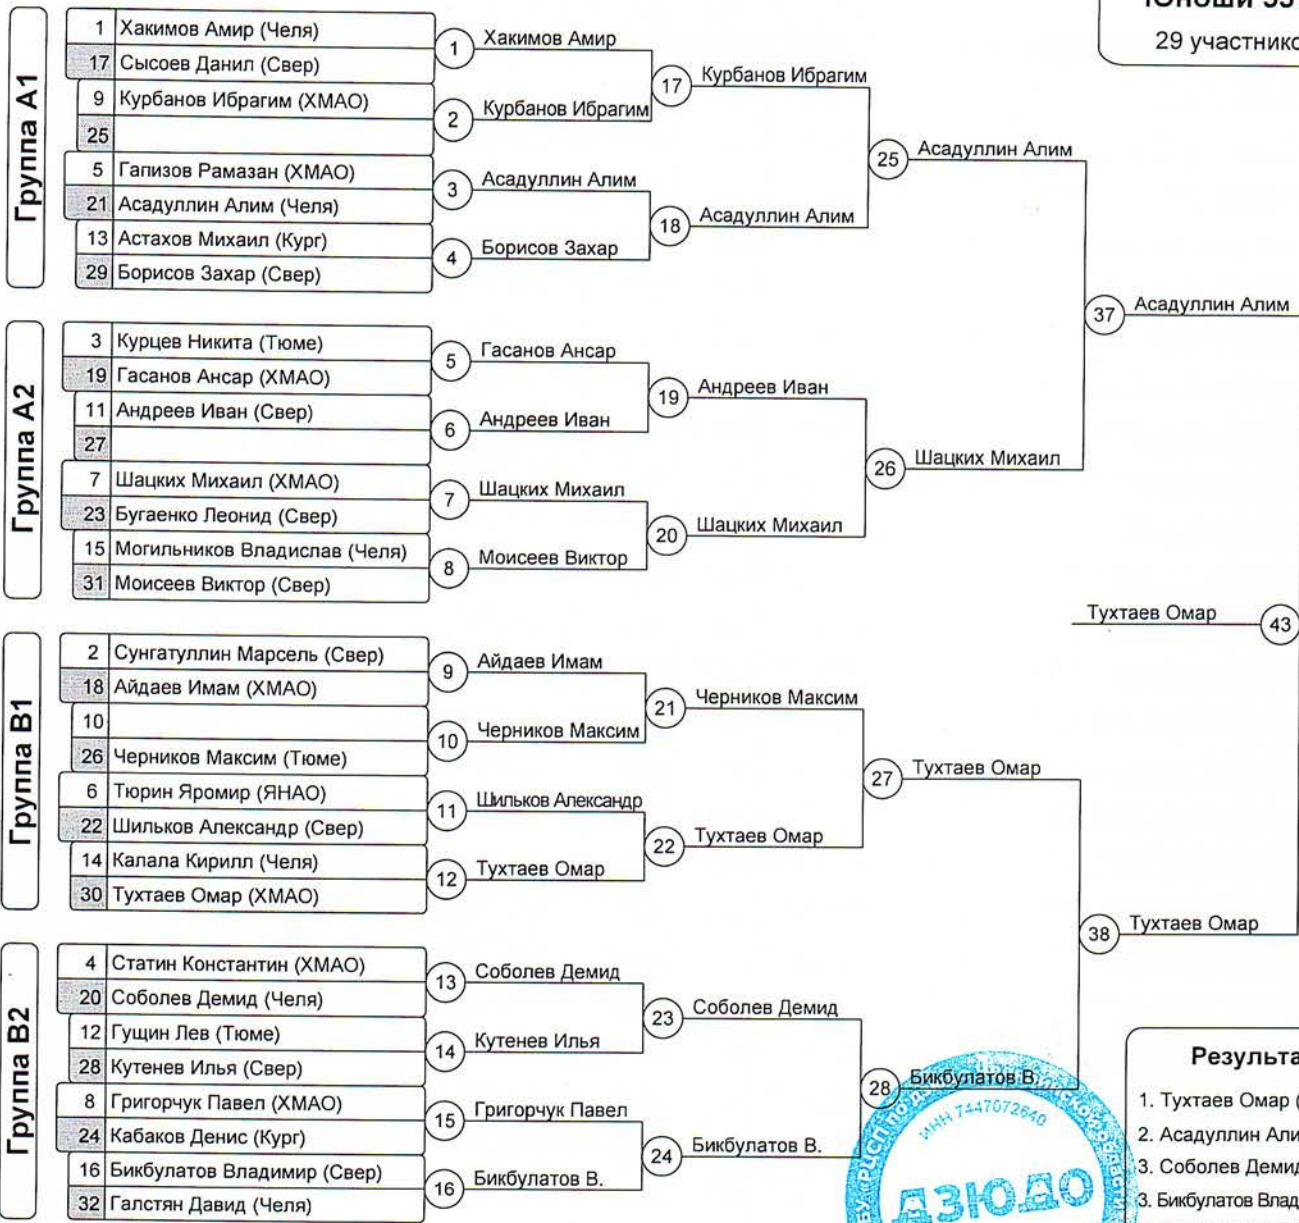 29 участнико
Группа A1
1 Хакимов Амир (Челя)
17 Сысоев Данил (Свер)
9 Курбанов Ибрагим (ХМАО)
25
5 Гапизов Рамазан (ХМАО)
21 Асадуллин Алим (Челя)
13 Астахов Михаил (Кург)
29 Борисов Захар (Свер)
1 Хакимов Амир
2 Курбанов Ибрагим
3 Асадуллин Алим
4 Борисов Захар
17 Курбанов Ибрагим
18 Асадуллин Алим
25 Асадуллин Алим
Группа A2
3 Курцев Никита (Тюме)
19 Гасанов Ансар (ХМАО)
11 Андреев Иван (Свер)
27
7 Шацких Михаил (ХМАО)
23 Бугаенко Леонид (Свер)
15 Могильников Владислав (Челя)
31 Моисеев Виктор (Свер)
5 Гасанов Ансар
6 Андреев Иван
7 Шацких Михаил
8 Моисеев Виктор
19 Андреев Иван
20 Шацких Михаил
26 Шацких Михаил
37 Асадуллин Алим
Тухтаев Омар 43
Группа B1
2 Сунгатуллин Марсель (Свер)
18 Айдаев Имам (ХМАО)
10
26 Черников Максим (Тюме)
6 Тюрин Яромир (ЯНАО)
22 Шильков Александр (Свер)
14 Калала Кирилл (Челя)
30 Тухтаев Омар (ХМАО)
9 Айдаев Имам
10 Черников Максим
11 Шильков Александр
12 Тухтаев Омар
21 Черников Максим
22 Тухтаев Омар
27 Тухтаев Омар
Группа B2
4 Статин Константин (ХМАО)
20 Соболев Демид (Челя)
12 Гущин Лев (Тюме)
28 Кутенев Илья (Свер)
8 Григорчук Павел (ХМАО)
24 Кабаков Денис (Кург)
16 Бикбулатов Владимир (Свер)
32 Галстян Давид (Челя)
13 Соболев Демид
14 Кутенев Илья
15 Григорчук Павел
16 Бикбулатов В.
23 Соболев Демид
24 Бикбулатов В.
28 Бикбулатов В.
38 Тухтаев Омар
Результа
1. Тухтаев Омар (
2. Асадуллин Али
3. Соболев Демид
3. Бикбулатов Влад
ИНН 7447072640
ДЗЮДО